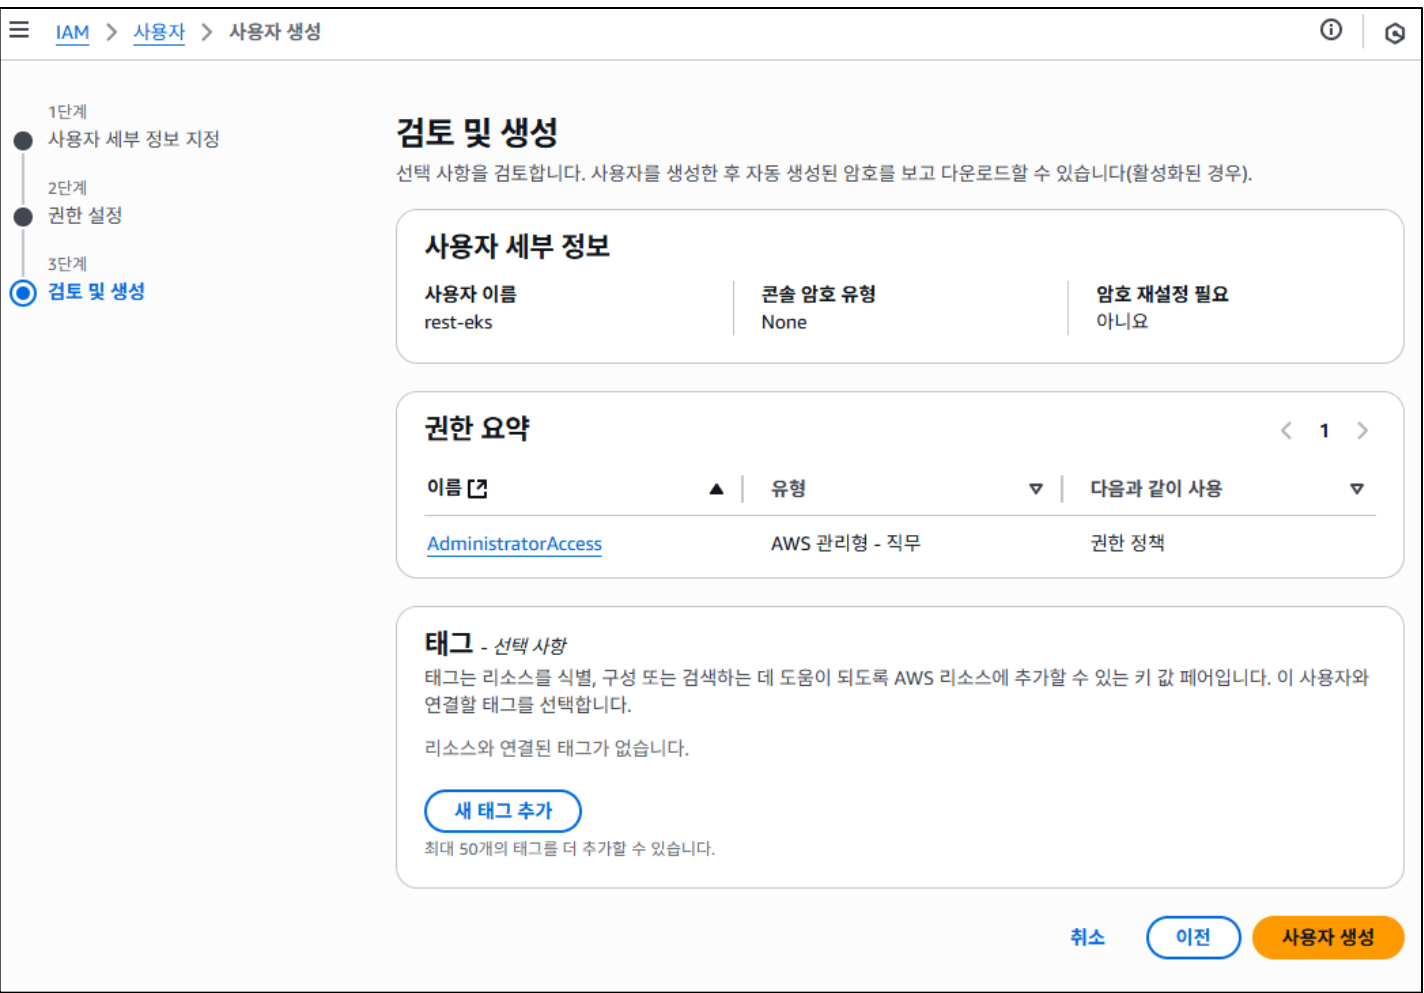 IAM > 사용자 > 사용자 생성
1단계
사용자 세부 정보 지정
2단계
권한 설정
3단계
검토 및 생성
검토 및 생성
선택 사항을 검토합니다. 사용자를 생성한 후 자동 생성된 암호를 보고 다운로드할 수 있습니다(활성화된 경우).
사용자 세부 정보
사용자 이름
rest-eks
콘솔 암호 유형
None
암호 재설정 필요
아니요
권한 요약
1
이름 유형 다음과 같이 사용
AdministratorAccess AWS 관리형 - 직무 권한 정책
태그 - 선택 사항
태그는 리소스를 식별, 구성 또는 검색하는 데 도움이 되도록 AWS 리소스에 추가할 수 있는 키 값 페어입니다. 이 사용자와
연결할 태그를 선택합니다.
리소스와 연결된 태그가 없습니다.
새 태그 추가
최대 50개의 태그를 더 추가할 수 있습니다.
취소 이전 사용자 생성